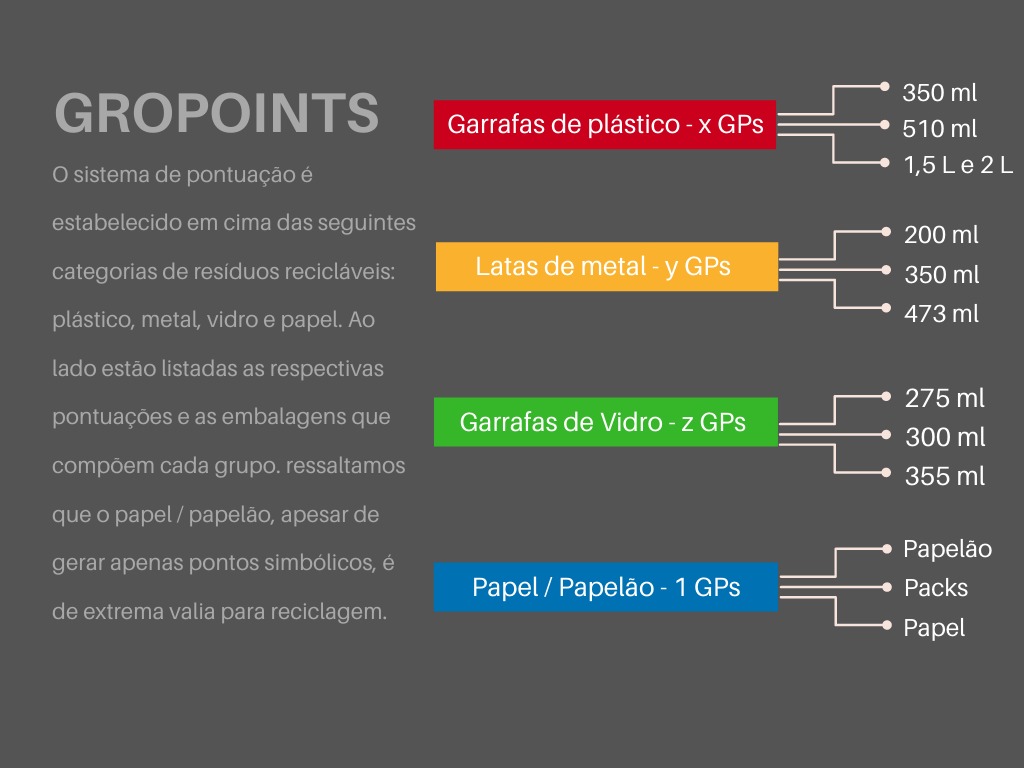 GROPOINTS
O sistema de pontuação é
estabelecido em cima das seguintes
categorias de resíduos recicláveis:
plástico, metal, vidro e papel. Ao
lado estão listadas as respectivas
pontuações e as embalagens que
compõem cada grupo. ressaltamos
que o papel / papelão, apesar de
gerar apenas pontos simbólicos, é
de extrema valia para reciclagem.
Garrafas de plástico - x GPs
350 ml
510 ml
1,5 L e 2 L
Latas de metal - y GPs
200 ml
350 ml
473 ml
Garrafas de Vidro - z GPs
275 ml
300 ml
355 ml
Papel / Papelão - 1 GPs
Papelão
Packs
Papel